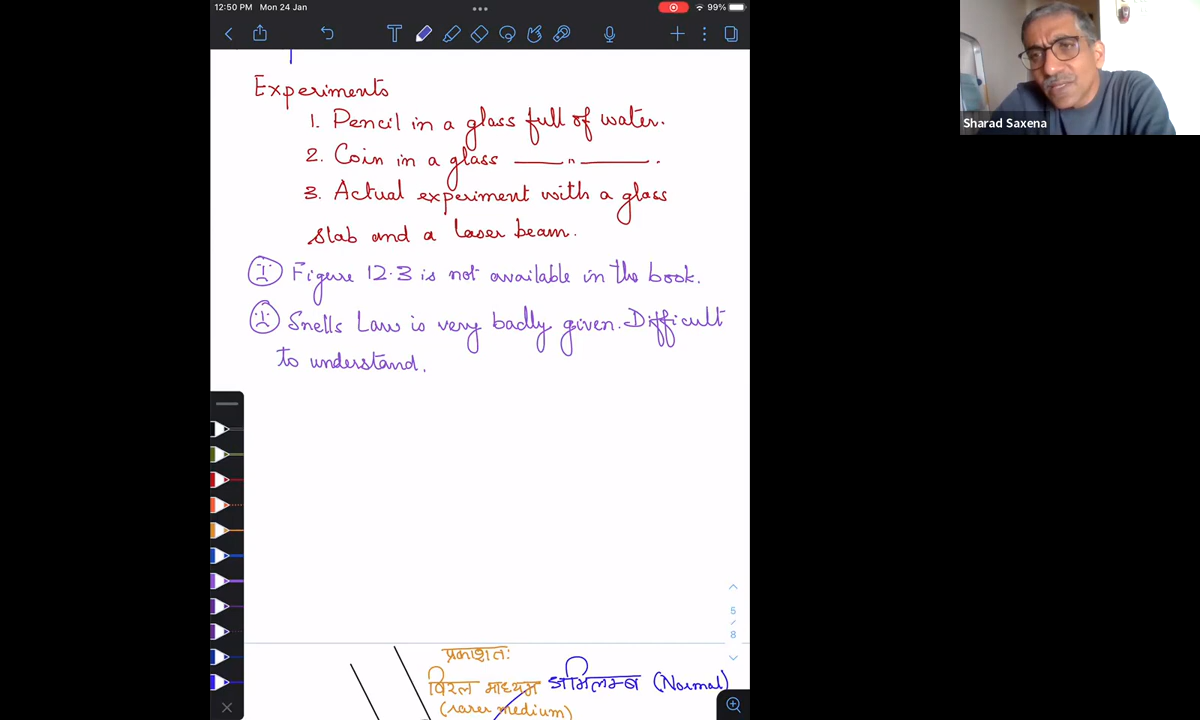 12:50 PM Mon 24 Jan
99%
Experiments
1. Pencil in a glass full of water.
2. Coin in a glass ——— " ———.
3. Actual experiment with a glass
slab and a laser beam.
Figure 12.3 is not available in the book.
Snells Law is very badly given. Difficult
to understand.
5
/
8
प्रकाशतः
विरल माध्यम अभिलम्ब (Normal)
(rarer medium)
Sharad Saxena